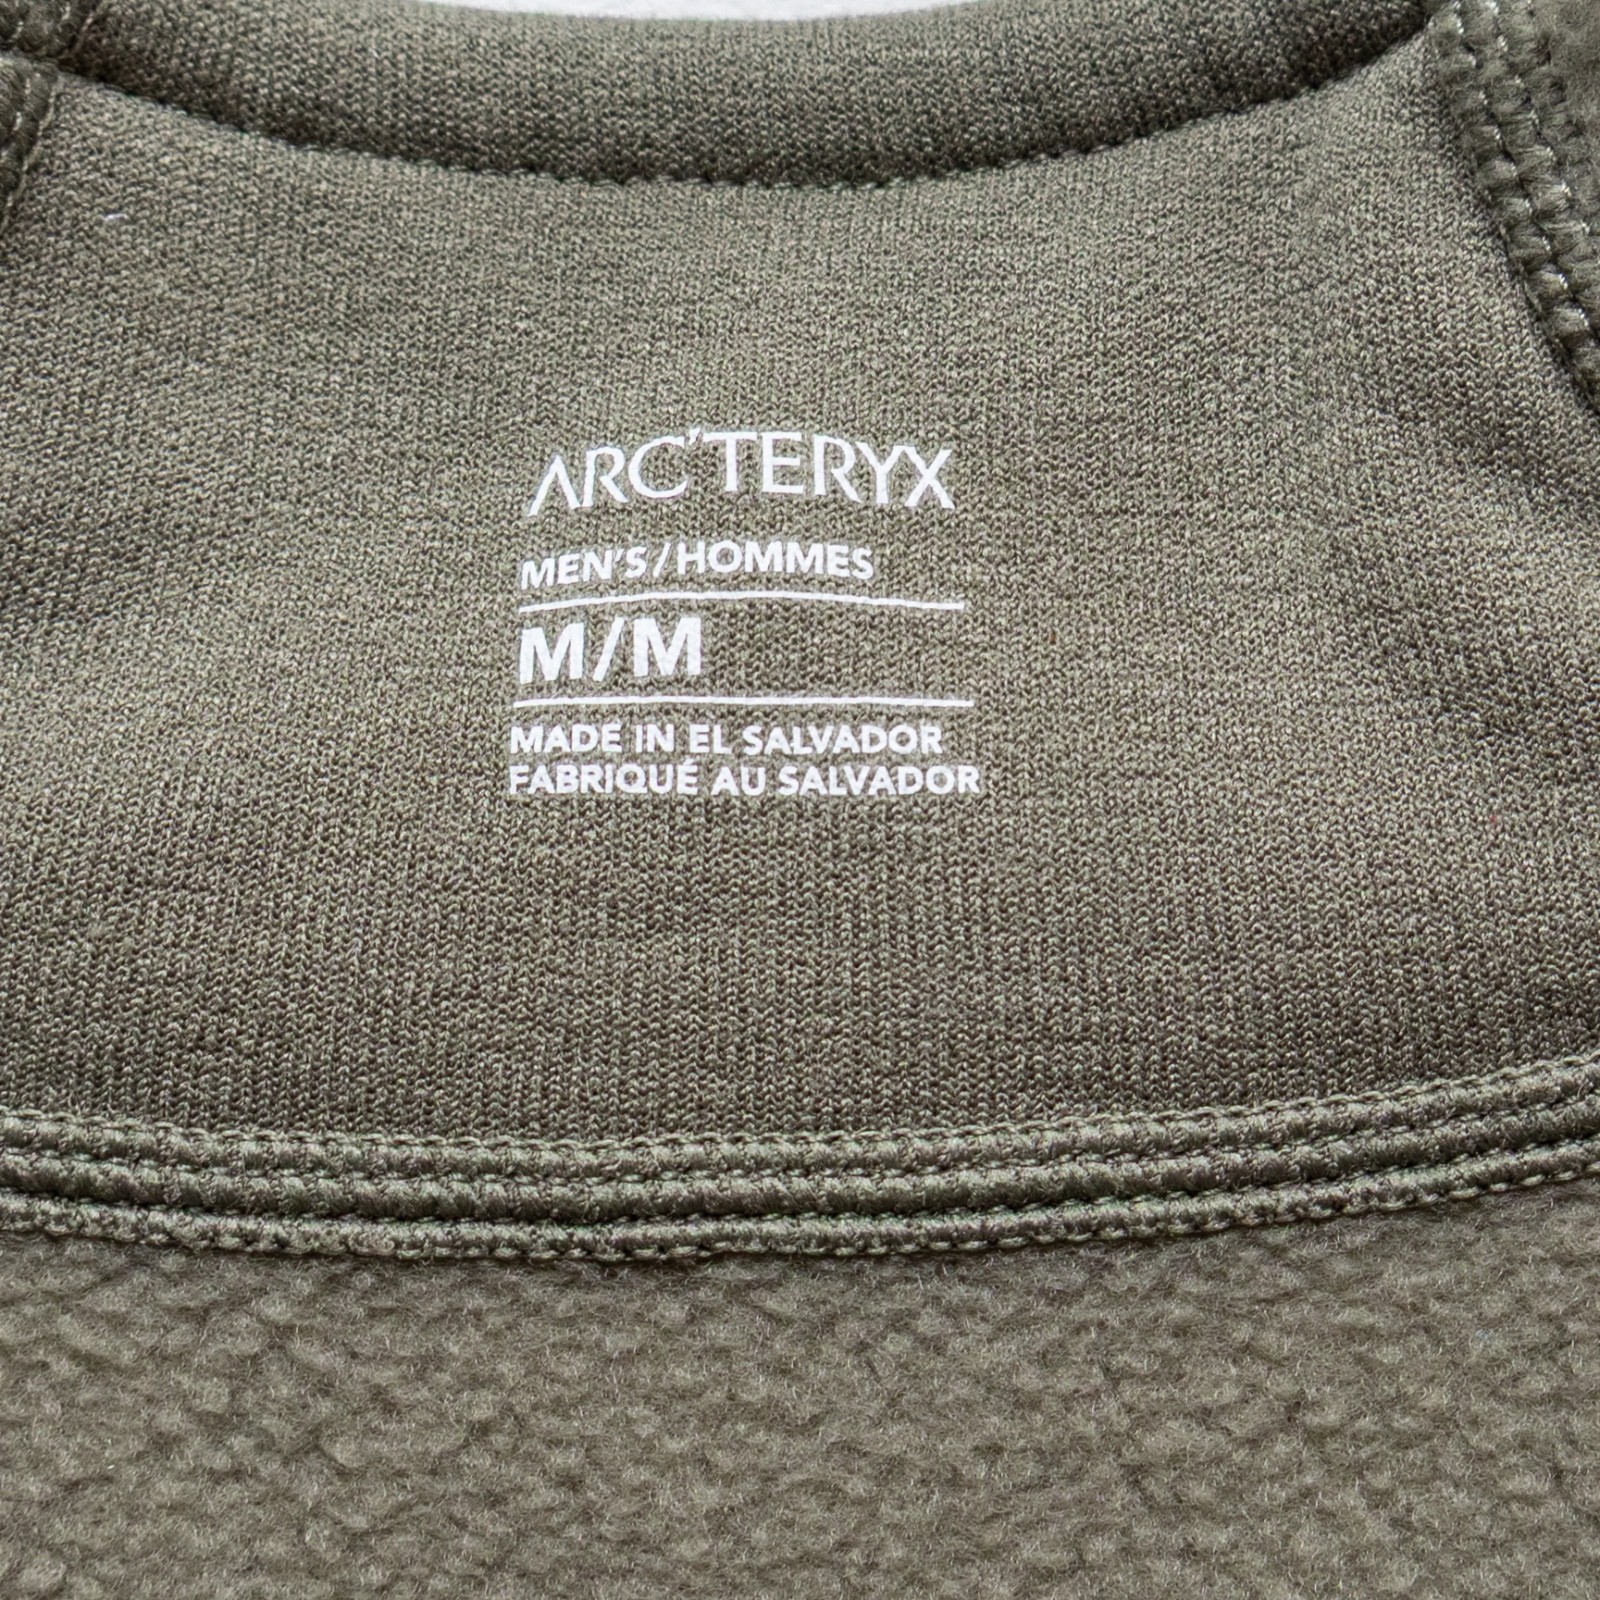 ARC'TERYX
MEN'S/HOMMES
M/M
MADE IN EL SALVADOR
FABRIQUÉ AU SALVADOR